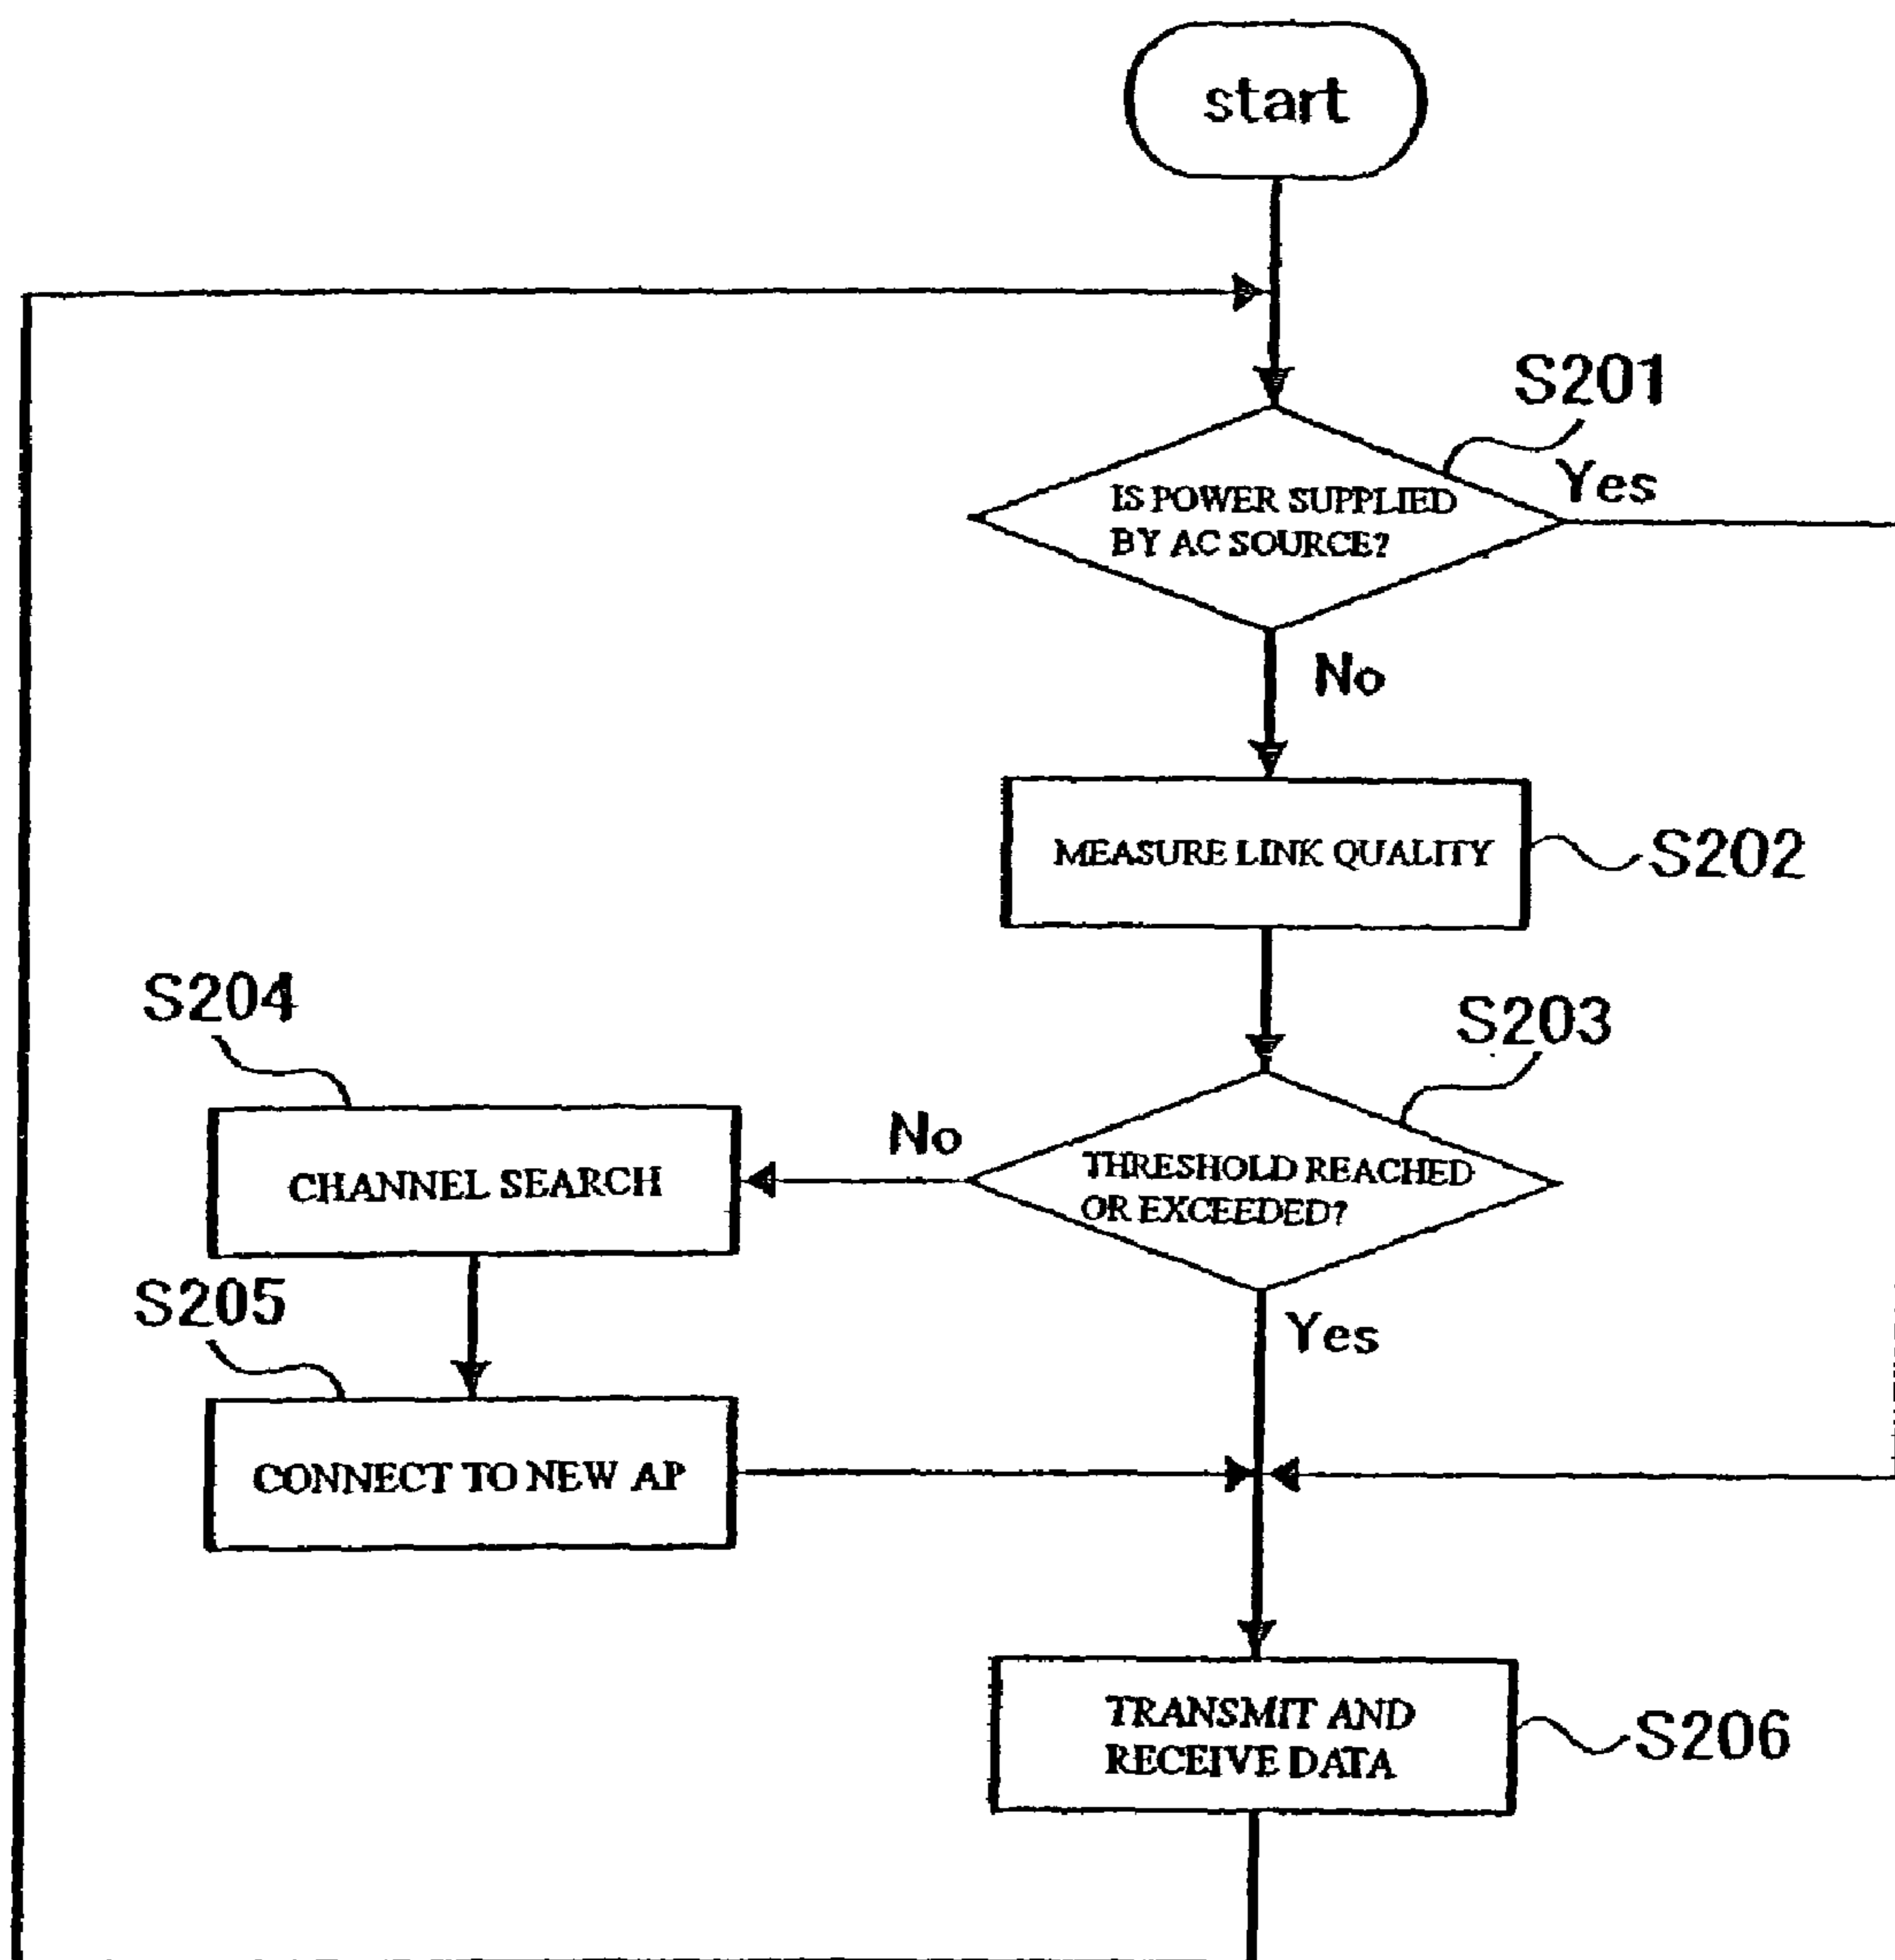 start
S201
IS POWER SUPPLIED
BY AC SOURCE?
Yes
No
MEASURE LINK QUALITY
S202
S204
S203
CHANNEL SEARCH
No
THRESHOLD REACHED
OR EXCEEDED?
S205
Yes
CONNECT TO NEW AP
TRANSMIT AND
RECEIVE DATA
S206